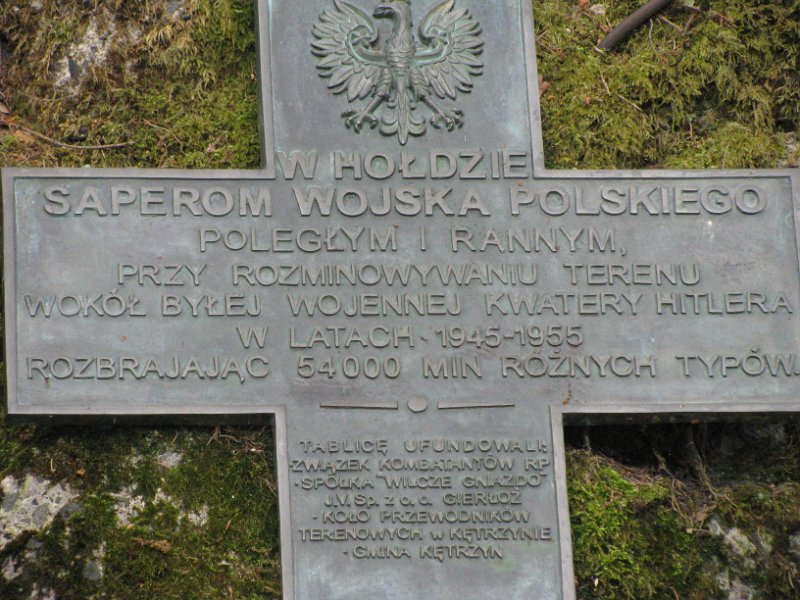 W HOŁDZIE
SAPEROM WOJSKA POLSKIEGO
POLEGŁYM I RANNYM,
PRZY ROZMINOWYWANIU TERENU
WOKÓŁ BYŁEJ WOJENNEJ KWATERY HITLERA
W LATACH 1945-1955
ROZBRAJAJĄC 54000 MIN RÓŻNYCH TYPÓW.
TABLICĘ UFUNDOWALI:
ZWIĄZEK KOMBATANTÓW RP
- SPÓŁKA "WILCZE GNIAZDO"
J.V. Sp. z o. o. GIERŁOŻ
- KOŁO PRZEWODNIKÓW
TERENOWYCH w KĘTRZYNIE
- GMINA KĘTRZYN